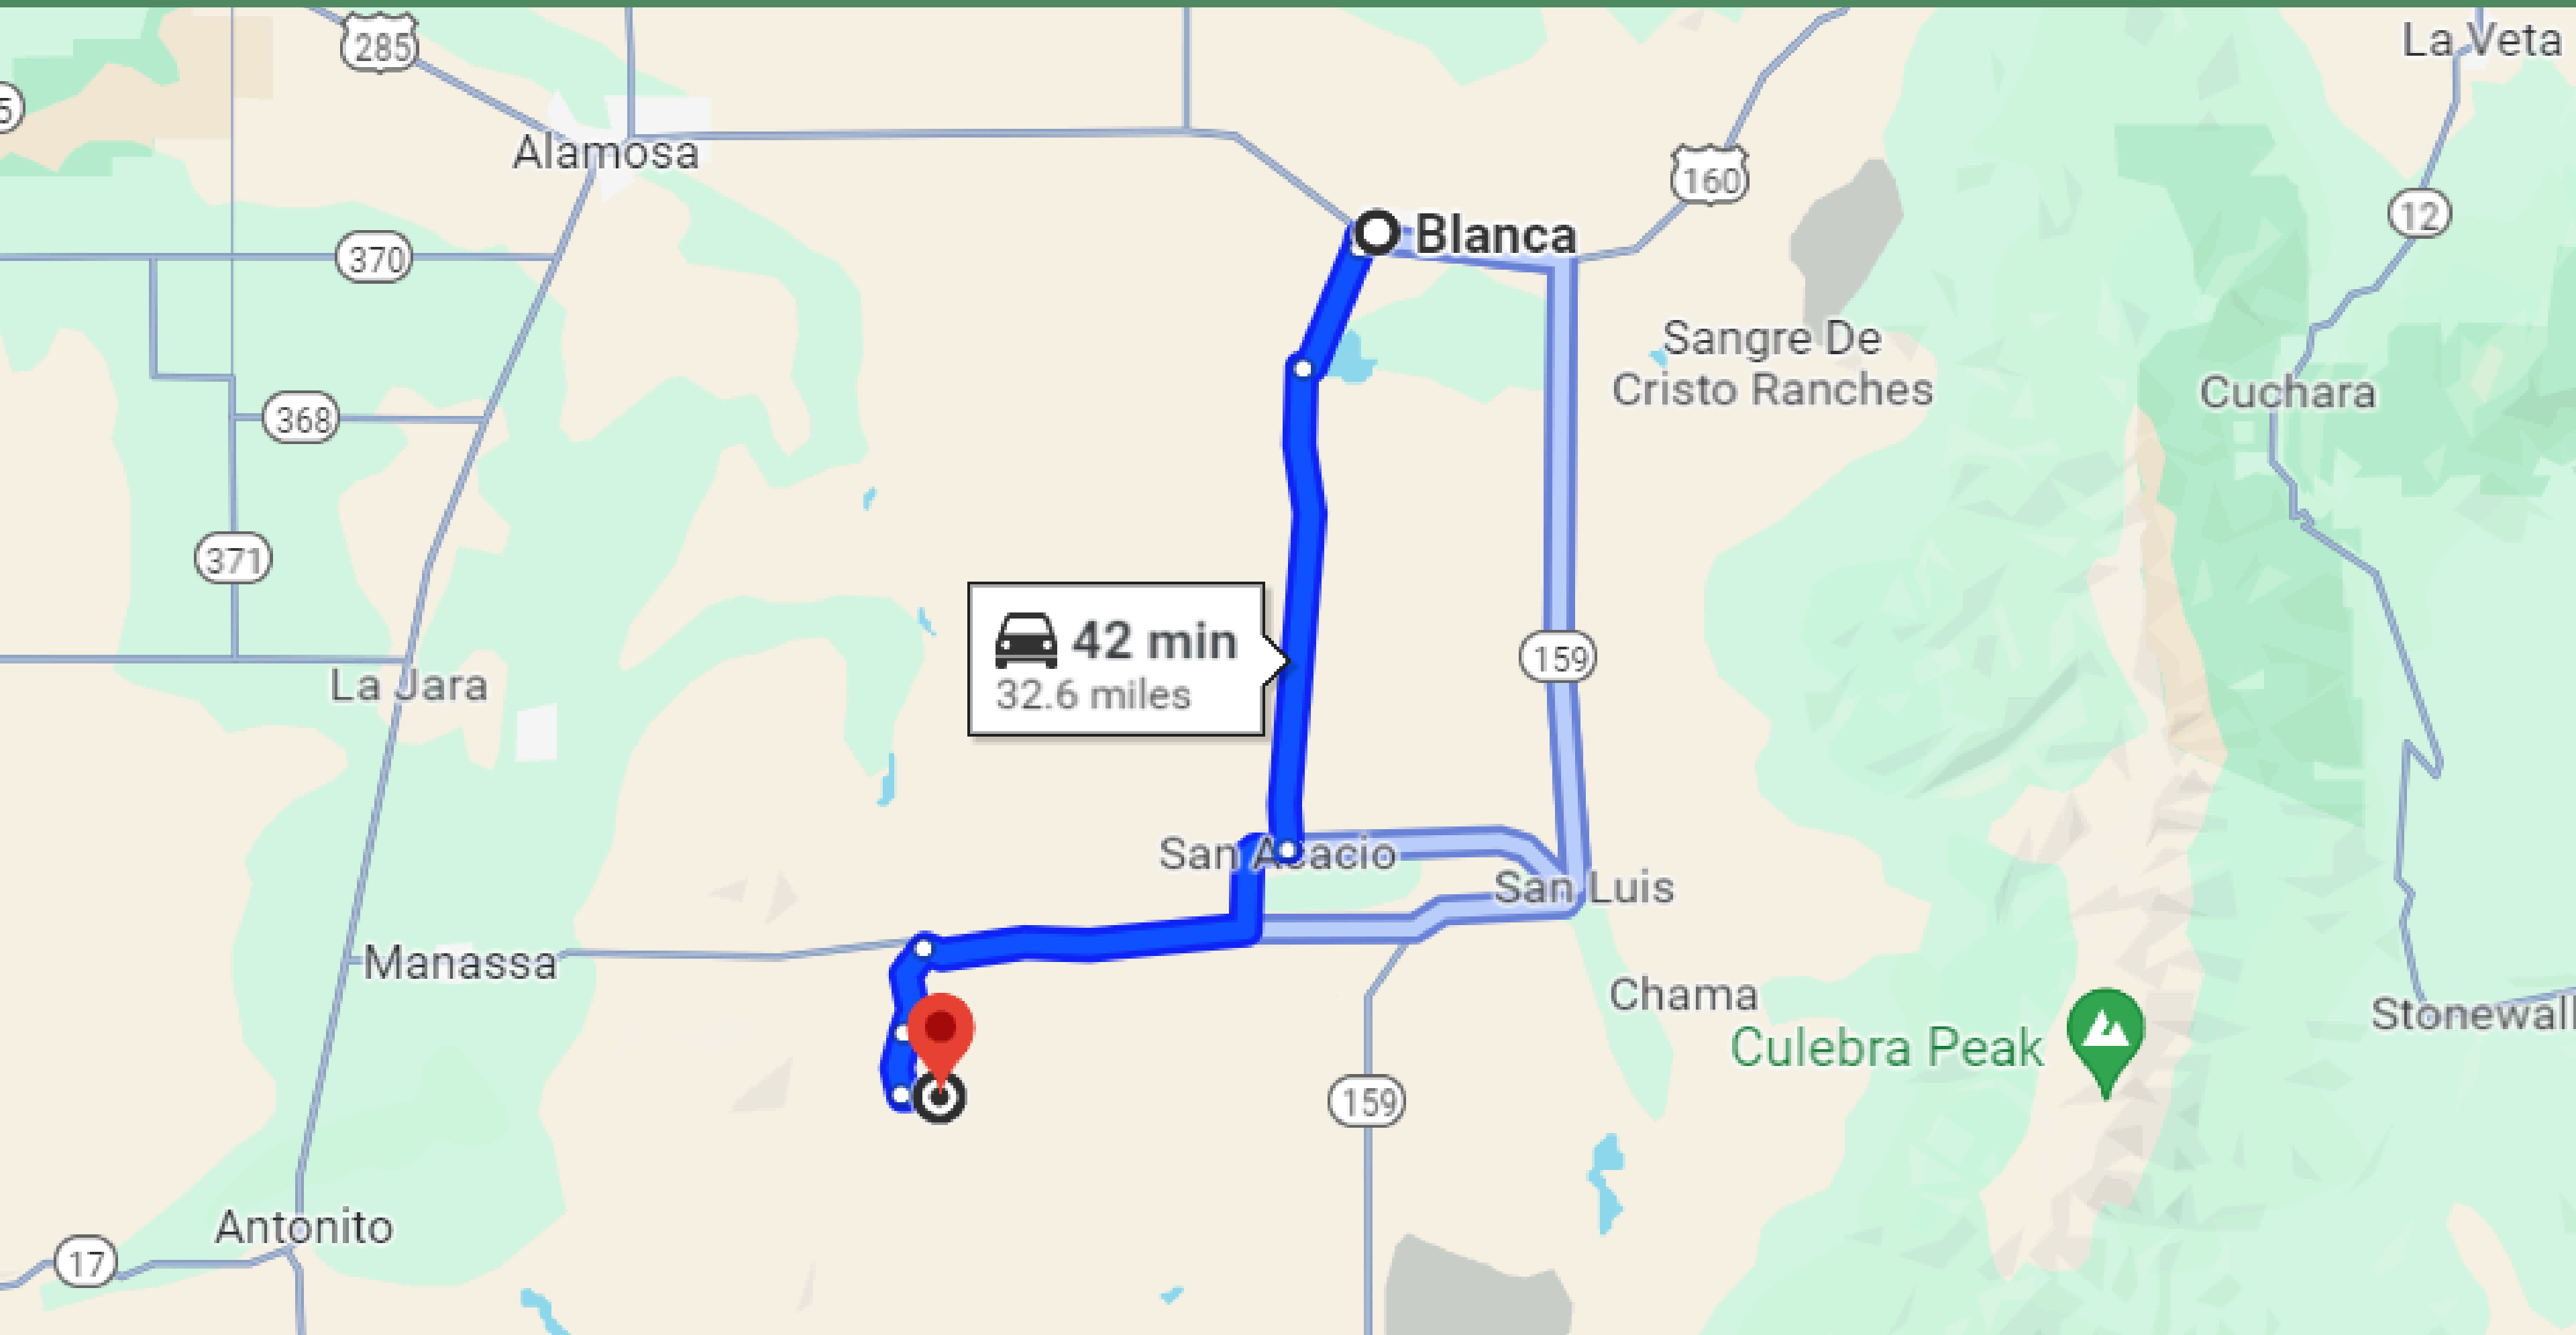 La Veta
285
5
Alamosa
160
12
Blanca
370
Sangre De
Cristo Ranches
Cuchara
368
371
42 min
32.6 miles
159
La Jara
San Acacio
San Luis
Manassa
Chama
Culebra Peak
Stonewall
159
Antonito
17